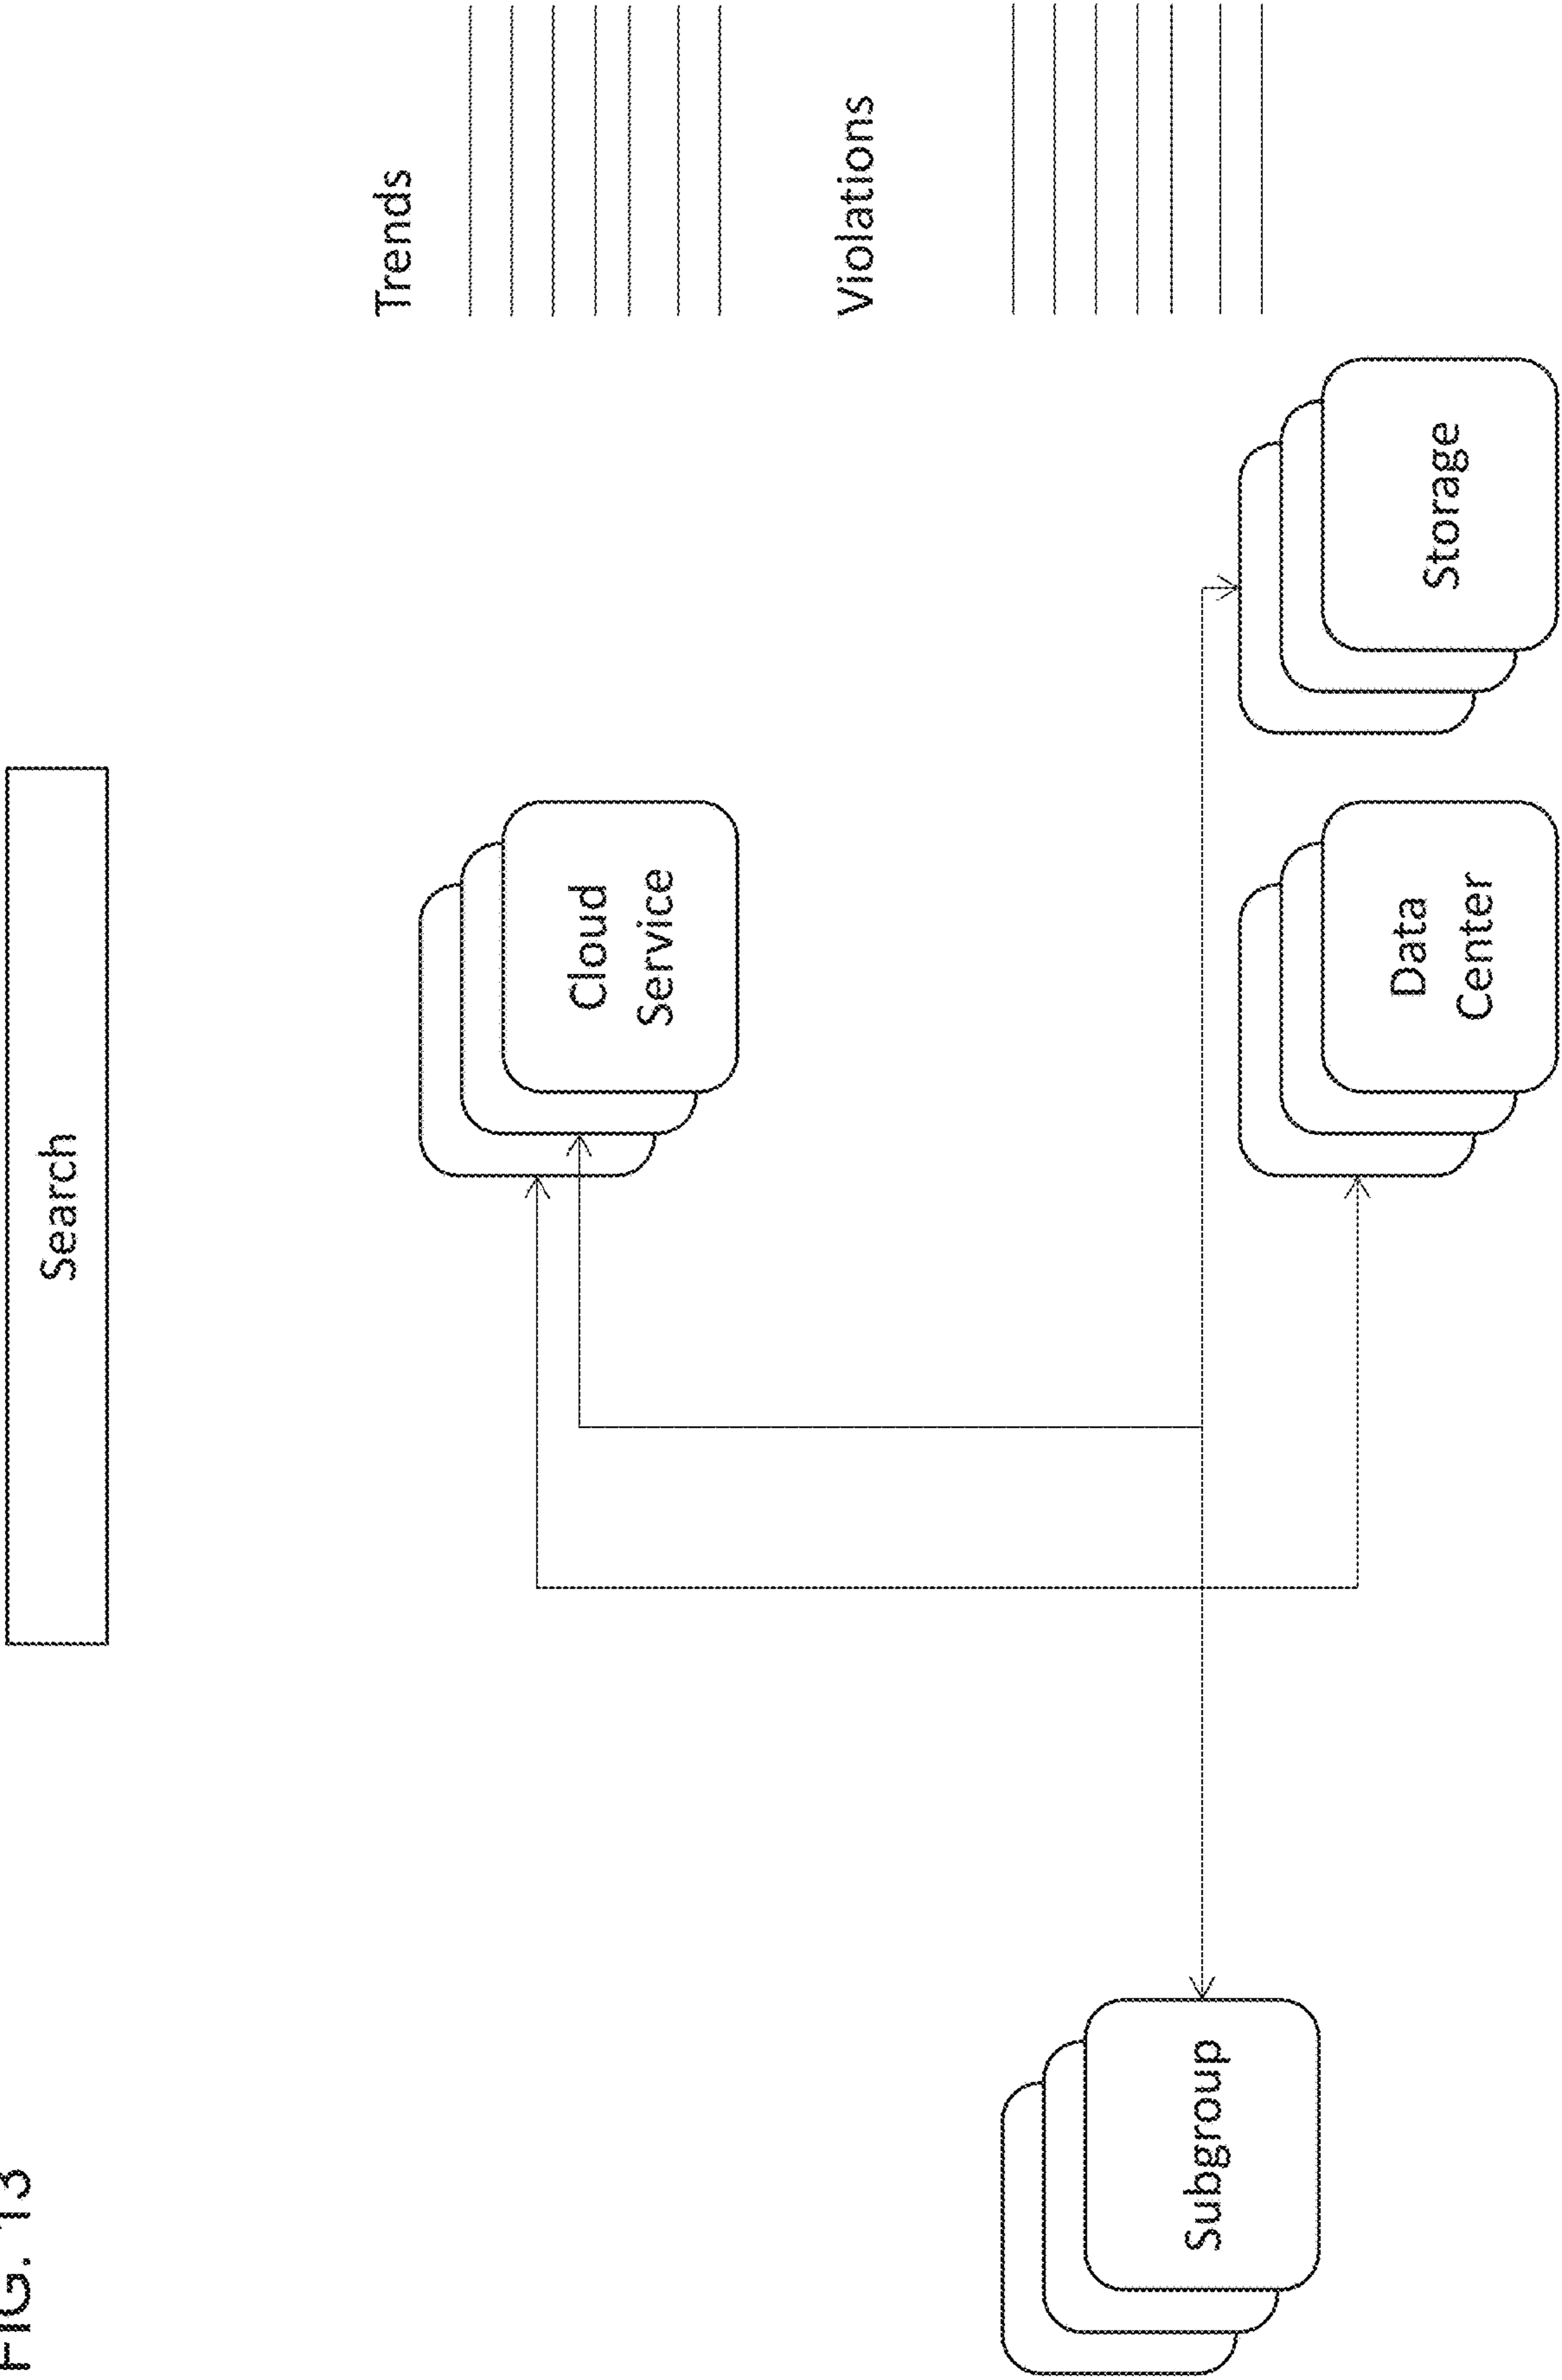 FIG. 13
Search
Trends
Cloud
Service
Violations
Subgroup
Data
Center
Storage